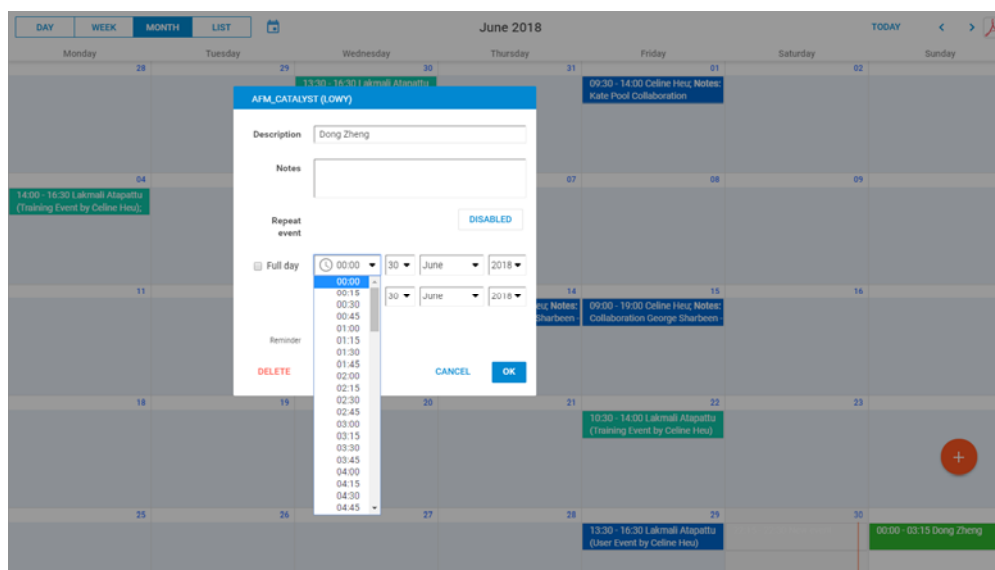 DAY WEEK MONTH LIST June 2018 TODAY < >
Monday Tuesday Wednesday Thursday Friday Saturday Sunday
28 29 30 31 01 02
13:30 - 16:30 Lakmali Atapattu
09:30 - 14:00 Celine Heu; Notes:
Kate Pool Collaboration
AFM_CATALYST (LOWY)
Description Dong Zheng
Notes
Repeat
event
DISABLED
Full day 00:00 30 June 2018
30 June 2018
00:00
00:15
00:30
00:45
01:00
01:15
01:30
01:45
02:00
02:15
02:30
02:45
03:00
03:15
03:30
03:45
04:00
04:15
04:30
04:45
Reminder
DELETE CANCEL OK
04 07 08 09
14:00 - 16:30 Lakmali Atapattu
(Training Event by Celine Heu);
11 14 15 16
eu; Notes:
Sharbeen -
09:00 - 19:00 Celine Heu; Notes:
Collaboration George Sharbeen -
18 19 20 21 22 23
10:30 - 14:00 Lakmali Atapattu
(Training Event by Celine Heu)
+
25 26 27 28 29 30
13:30 - 16:30 Lakmali Atapattu
(User Event by Celine Heu)
00:00 - 03:15 Dong Zheng